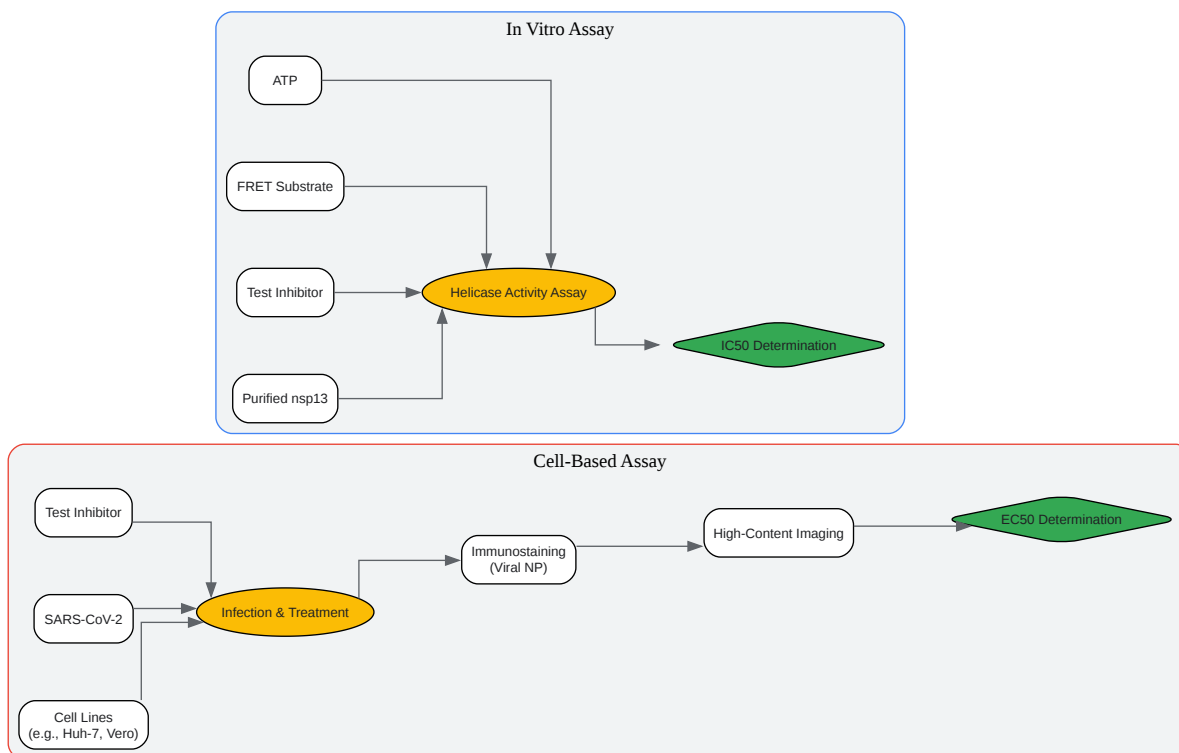 In Vitro Assay
ATP
FRET Substrate
Test Inhibitor
Helicase Activity Assay
IC50 Determination
Purified nsp13
Cell-Based Assay
Test Inhibitor
SARS-CoV-2
Cell Lines
(e.g., Huh-7, Vero)
Infection & Treatment
Immunostaining
(Viral NP)
High-Content Imaging
EC50 Determination